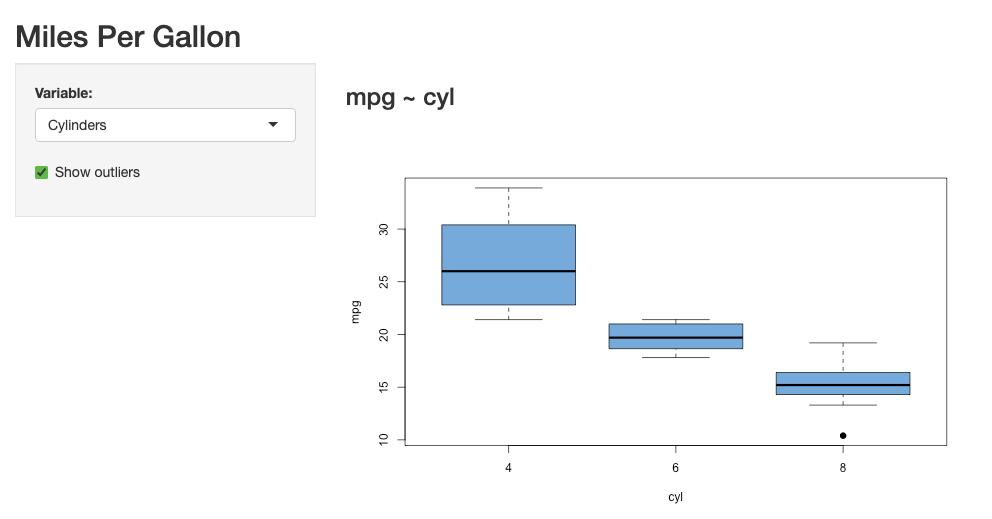 Miles Per Gallon
Variable:
Cylinders
Show outliers
mpg ~ cyl
30
25
20
15
10
mpg
4 6 8
cyl